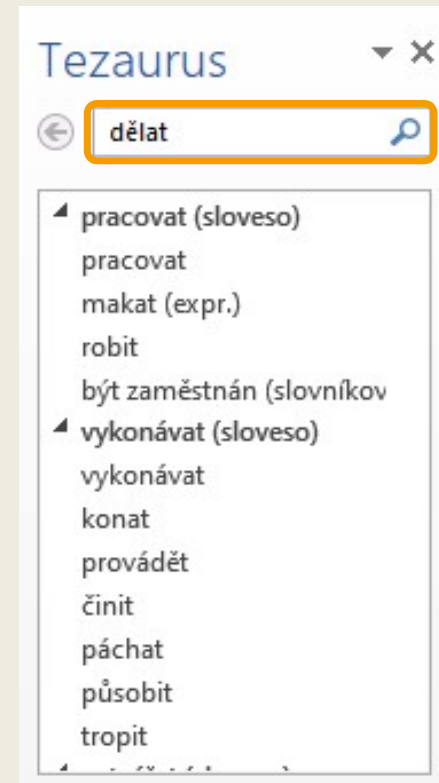 Tezaurus
dělat
pracovat (sloveso)
pracovat
makat (expr.)
robit
být zaměstnán (slovníkov
vykonávat (sloveso)
vykonávat
konat
provádět
činit
páchat
působit
tropit